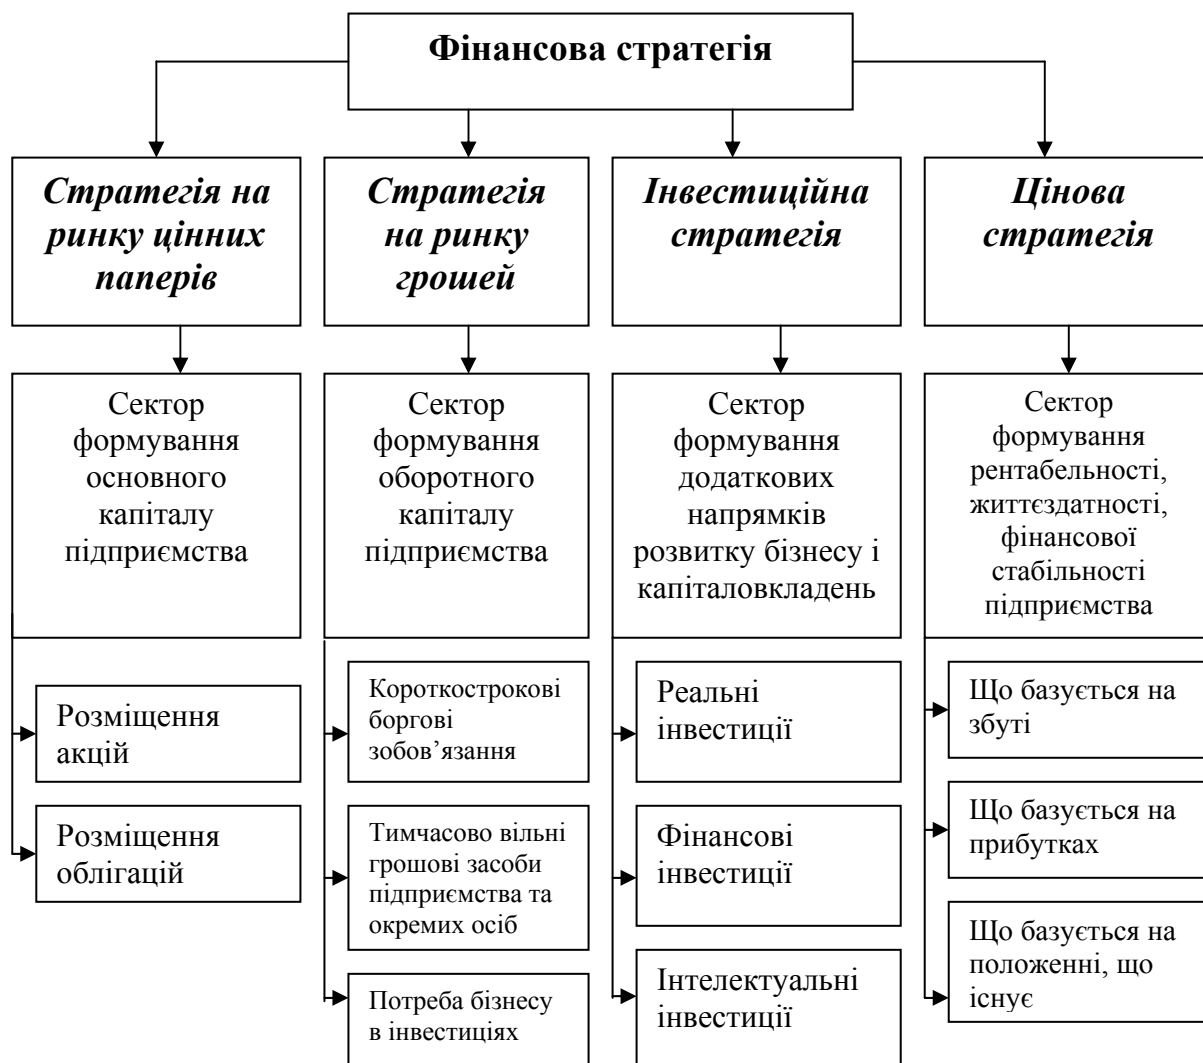 Фінансова стратегія
Стратегія на
ринку цінних
паперів
Стратегія
на ринку
грошей
Інвестиційна
стратегія
Цінова
стратегія
Сектор
формування
основного
капіталу
підприємства
Сектор
формування
оборотного
капіталу
підприємства
Сектор
формування
додаткових
напрямків
розвитку бізнесу і
капіталовкладень
Сектор
формування
рентабельності,
життєздатності,
фінансової
стабільності
підприємства
Розміщення
акцій
Розміщення
облігацій
Короткострокові
боргові
зобов’язання
Тимчасово вільні
грошові засоби
підприємства та
окремих осіб
Потреба бізнесу
в інвестиціях
Реальні
інвестиції
Фінансові
інвестиції
Інтелектуальні
інвестиції
Що базується на
збуті
Що базується на
прибутках
Що базується на
положенні, що
існує